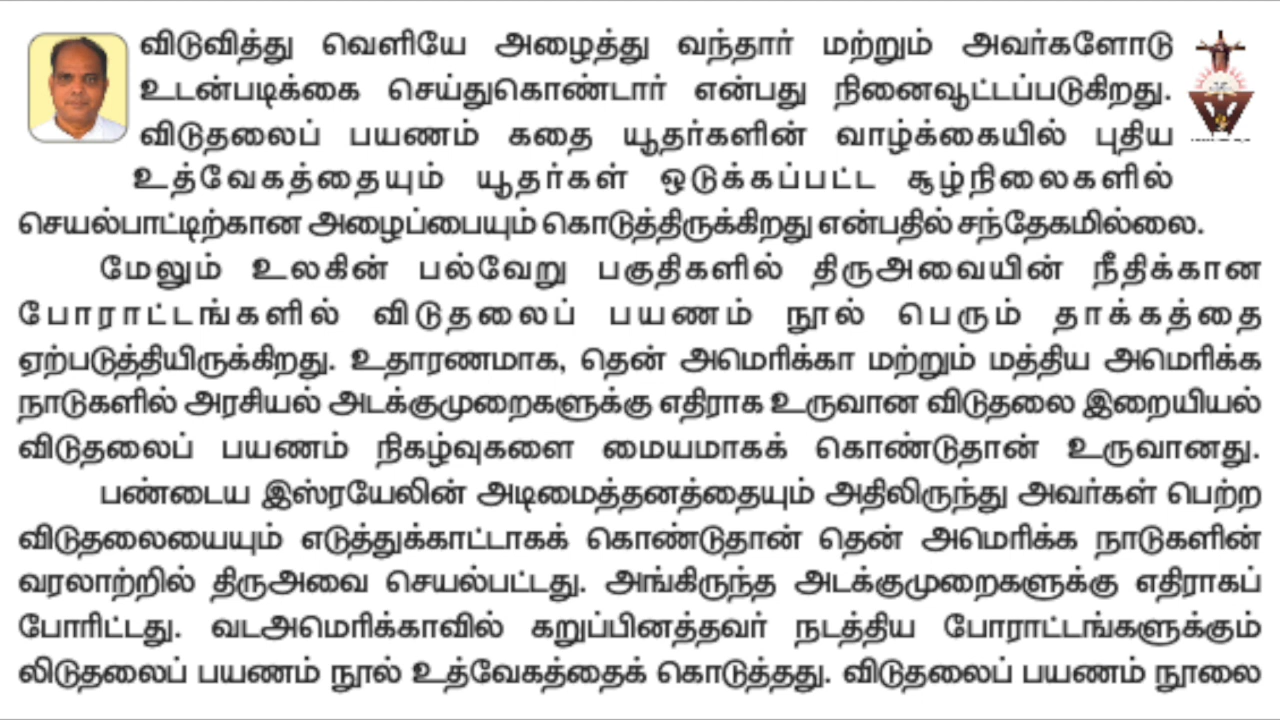 விடுவித்து வெளியே அழைத்து வந்தார் மற்றும் அவர்களோடு
உடன்படிக்கை செய்துகொண்டார் என்பது நினைவூட்டப்படுகிறது.
விடுதலைப் பயணம் கதை யூதர்களின் வாழ்க்கையில் புதிய
உத்வேகத்தையும் யூதர்கள் ஒடுக்கப்பட்ட சூழ்நிலைகளில்
செயல்பாட்டிற்கான அழைப்பையும் கொடுத்திருக்கிறது என்பதில் சந்தேகமில்லை.
மேலும் உலகின் பல்வேறு பகுதிகளில் திருஅவையின் நீதிக்கான
போராட்டங்களில் விடுதலைப் பயணம் நூல் பெரும் தாக்கத்தை
ஏற்படுத்தியிருக்கிறது. உதாரணமாக, தென் அமெரிக்கா மற்றும் மத்திய அமெரிக்க
நாடுகளில் அரசியல் அடக்குமுறைகளுக்கு எதிராக உருவான விடுதலை இறையியல்
விடுதலைப் பயணம் நிகழ்வுகளை மையமாகக் கொண்டுதான் உருவானது.
பண்டைய இஸ்ரயேலின் அடிமைத்தனத்தையும் அதிலிருந்து அவர்கள் பெற்ற
விடுதலையையும் எடுத்துக்காட்டாகக் கொண்டுதான் தென் அமெரிக்க நாடுகளின்
வரலாற்றில் திருஅவை செயல்பட்டது. அங்கிருந்த அடக்குமுறைகளுக்கு எதிராகப்
போரிட்டது. வடஅமெரிக்காவில் கறுப்பினத்தவர் நடத்திய போராட்டங்களுக்கும்
லிடுதலைப் பயணம் நூல் உத்வேகத்தைக் கொடுத்தது. விடுதலைப் பயணம் நூலை